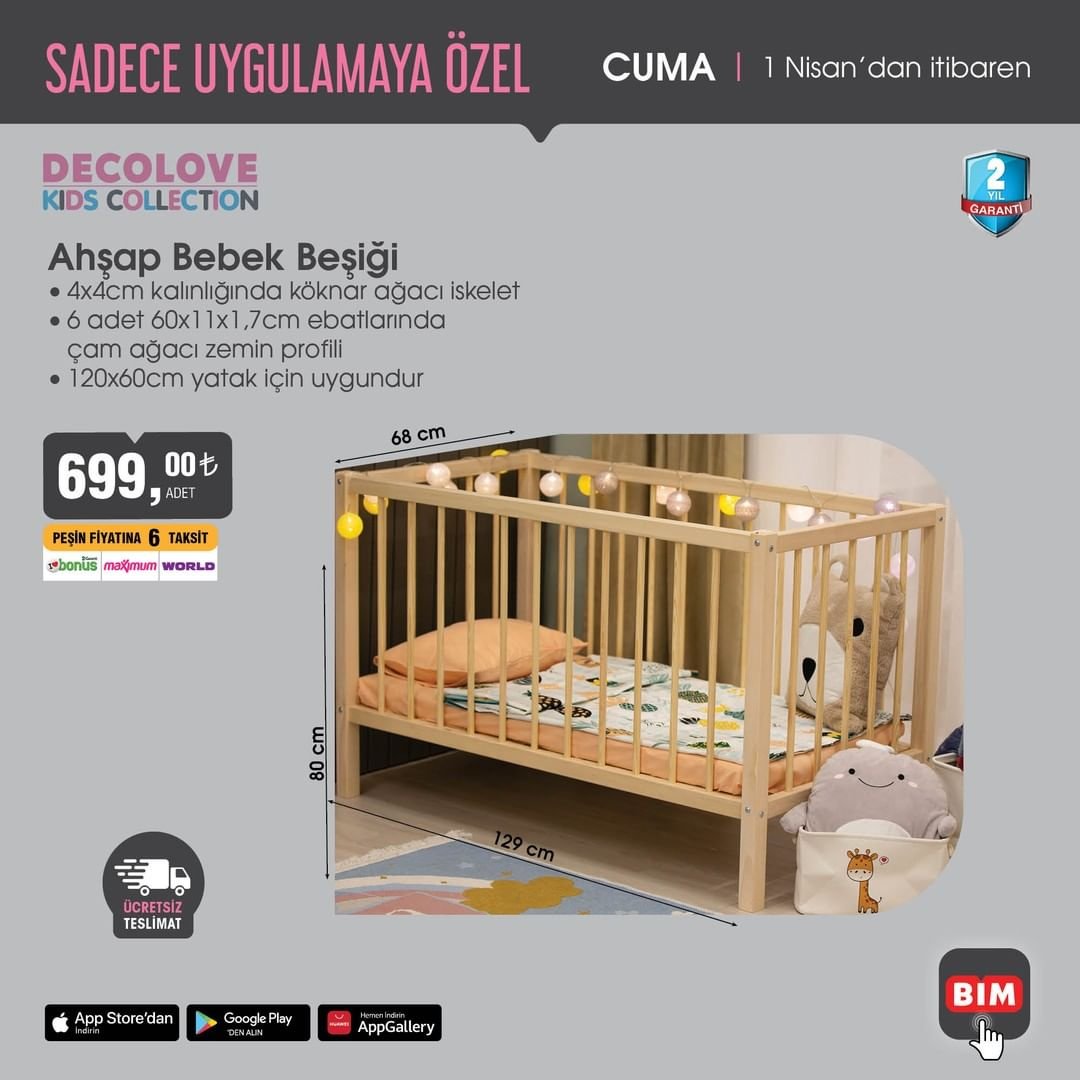 SADECE UYGULAMAYA ÖZEL
CUMA | 1 Nisan'dan itibaren
DECOLOVE
KIDS COLLECTION
2
YIL
GARANTİ
Ahşap Bebek Beşiği
• 4x4cm kalınlığında köknar ağacı iskelet
• 6 adet 60x11x1,7cm ebatlarında
çam ağacı zemin profili
• 120x60cm yatak için uygundur
68 cm
699,00₺
ADET
PEŞİN FİYATINA 6 TAKSİT
bonus maximum WORLD
80 cm
129 cm
ÜCRETSİZ
TESLİMAT
BİM
App Store'dan
İndirin
Google Play
'DEN ALIN
HUAWEI
Hemen İndirin
AppGallery